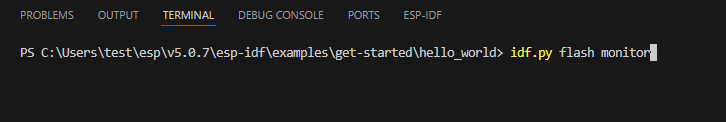 PROBLEMS OUTPUT TERMINAL DEBUG CONSOLE PORTS ESP-IDF
PS C:\Users\test\esp\v5.0.7\esp-idf\examples\get-started\hello_world> idf.py flash monitor